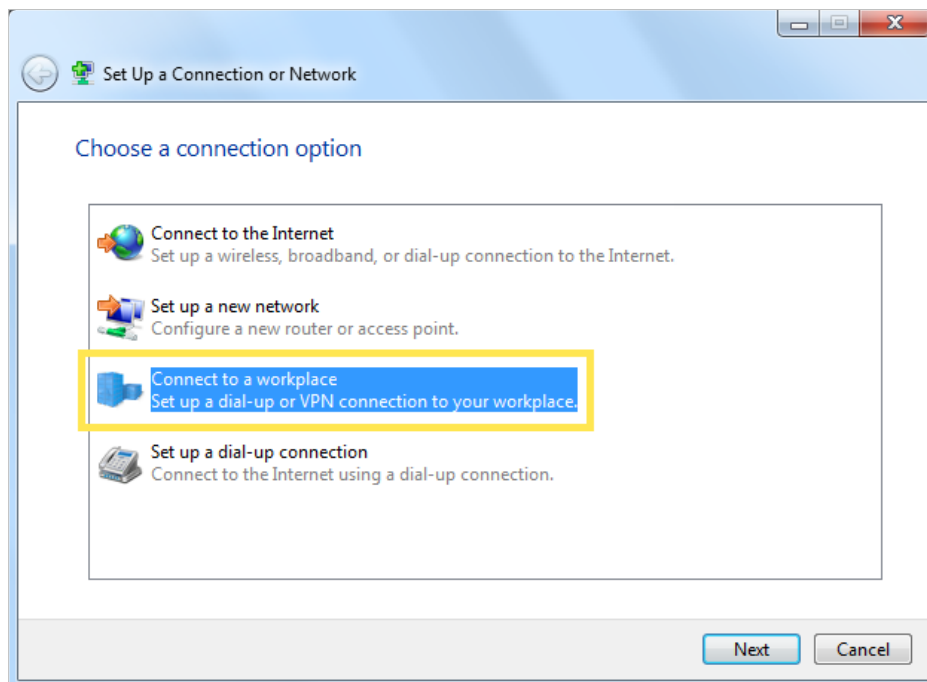 Set Up a Connection or Network
Choose a connection option
Connect to the Internet
Set up a wireless, broadband, or dial-up connection to the Internet.
Set up a new network
Configure a new router or access point.
Connect to a workplace
Set up a dial-up or VPN connection to your workplace.
Set up a dial-up connection
Connect to the Internet using a dial-up connection.
Next Cancel